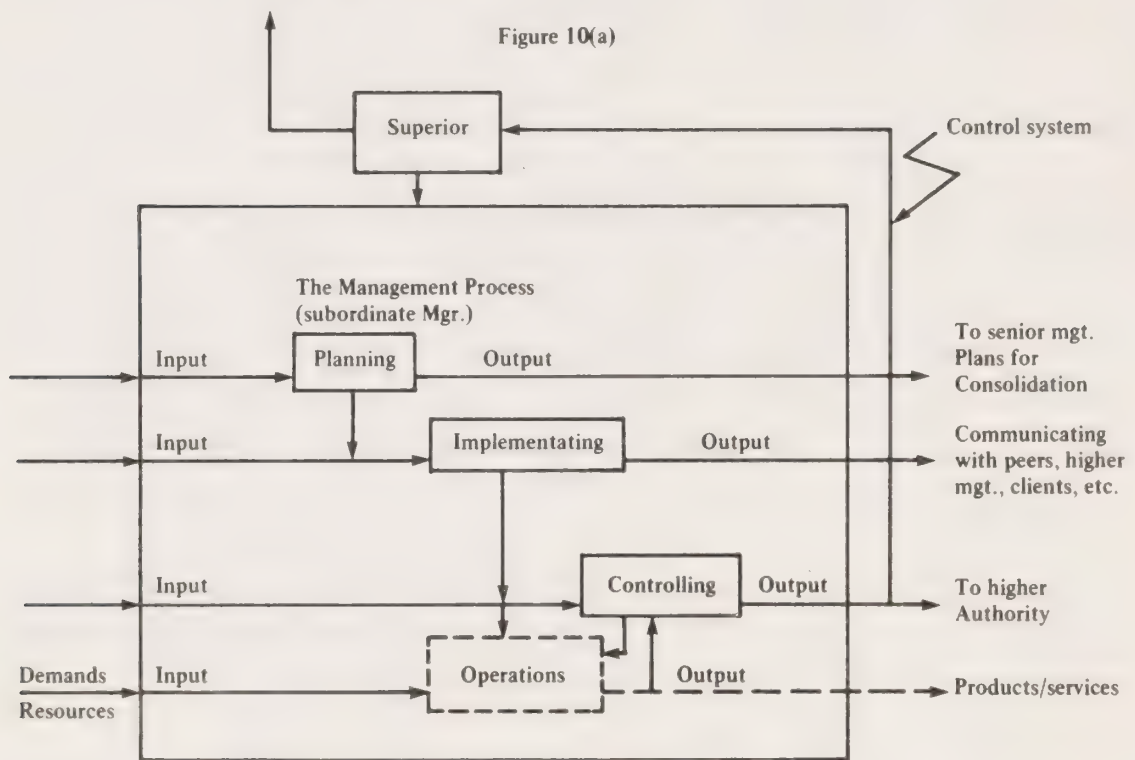 Figure 10(a)
Superior
Control system
The Management Process
(subordinate Mgr.)
Input
Planning
Output
To senior mgt.
Plans for
Consolidation
Input
Implementating
Output
Communicating
with peers, higher
mgt., clients, etc.
Input
Controlling
Output
To higher
Authority
Demands
Resources
Input
Operations
Output
Products/services